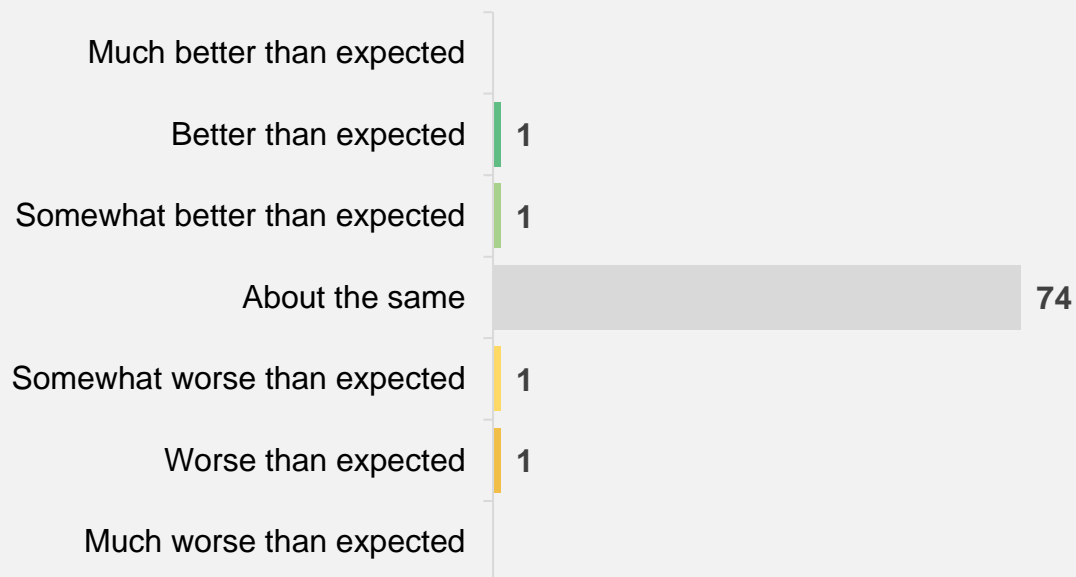 Much better than expected
Better than expected 1
Somewhat better than expected 1
About the same 74
Somewhat worse than expected 1
Worse than expected 1
Much worse than expected